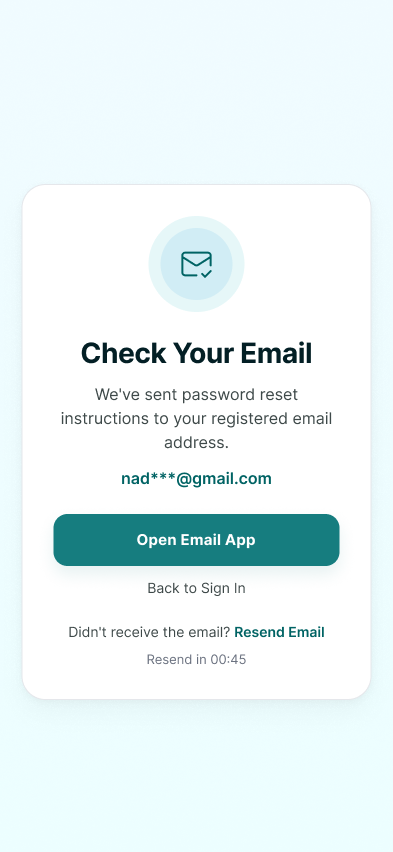 Check Your Email
We've sent password reset
instructions to your registered email
address.
nad***@gmail.com
Open Email App
Back to Sign In
Didn't receive the email? Resend Email
Resend in 00:45